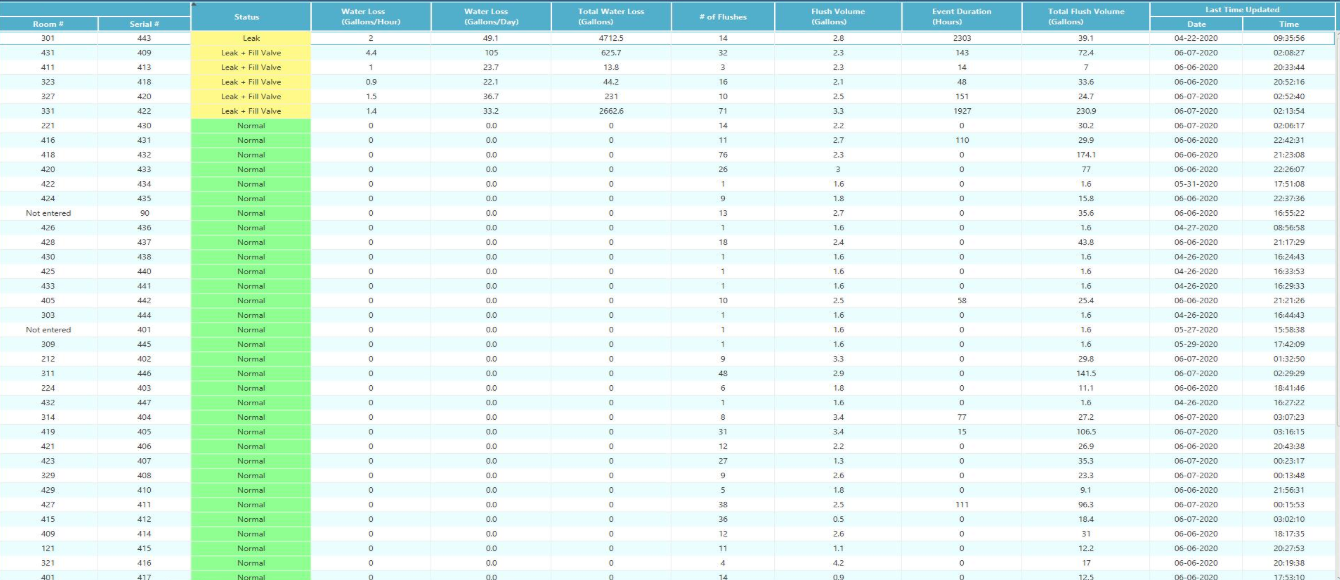 Room # Serial # Status Water Loss (Gallons/Hour) Water Loss (Gallons/Day) Total Water Loss (Gallons) # of Flushes Flush Volume (Gallons) Event Duration (Hours) Total Flush Volume (Gallons) Last Time Updated Date Time
301 443 Leak 2 49.1 4712.5 14 2.8 2303 39.1 04-22-2020 09:35:56
431 409 Leak + Fill Valve 4.4 105 625.7 32 2.3 143 72.4 06-07-2020 02:08:27
411 413 Leak + Fill Valve 1 23.7 13.8 3 2.3 14 7 06-06-2020 20:33:44
323 418 Leak + Fill Valve 0.9 22.1 44.2 16 2.1 48 33.6 06-06-2020 20:52:16
327 420 Leak + Fill Valve 1.5 36.7 231 10 2.5 151 24.7 06-07-2020 02:52:40
331 422 Leak + Fill Valve 1.4 33.2 2662.6 71 3.3 1927 230.9 06-07-2020 02:13:54
221 430 Normal 0 0.0 0 14 2.2 0 30.2 06-07-2020 02:06:17
416 431 Normal 0 0.0 0 11 2.7 110 29.9 06-06-2020 22:42:31
418 432 Normal 0 0.0 0 76 2.3 0 174.1 06-06-2020 21:23:08
420 433 Normal 0 0.0 0 26 3 0 77 06-06-2020 22:26:07
422 434 Normal 0 0.0 0 1 1.6 0 1.6 05-31-2020 17:51:08
424 435 Normal 0 0.0 0 9 1.8 0 15.8 06-06-2020 22:37:36
Not entered 90 Normal 0 0.0 0 13 2.7 0 35.6 06-06-2020 16:55:22
426 436 Normal 0 0.0 0 1 1.6 0 1.6 04-27-2020 08:56:58
428 437 Normal 0 0.0 0 18 2.4 0 43.8 06-06-2020 21:17:29
430 438 Normal 0 0.0 0 1 1.6 0 1.6 04-26-2020 16:24:43
425 440 Normal 0 0.0 0 1 1.6 0 1.6 04-26-2020 16:33:53
433 441 Normal 0 0.0 0 1 1.6 0 1.6 04-26-2020 16:29:33
405 442 Normal 0 0.0 0 10 2.5 58 25.4 06-06-2020 21:21:26
303 444 Normal 0 0.0 0 1 1.6 0 1.6 04-26-2020 16:44:43
Not entered 401 Normal 0 0.0 0 1 1.6 0 1.6 05-27-2020 15:58:38
309 445 Normal 0 0.0 0 1 1.6 0 1.6 05-29-2020 17:42:09
212 402 Normal 0 0.0 0 9 3.3 0 29.8 06-07-2020 01:32:50
311 446 Normal 0 0.0 0 48 2.9 0 141.5 06-07-2020 02:29:29
224 403 Normal 0 0.0 0 6 1.8 0 11.1 06-06-2020 18:41:46
432 447 Normal 0 0.0 0 1 1.6 0 1.6 04-26-2020 16:27:22
314 404 Normal 0 0.0 0 8 3.4 77 27.2 06-07-2020 03:07:23
419 405 Normal 0 0.0 0 31 3.4 15 106.5 06-07-2020 03:16:15
421 406 Normal 0 0.0 0 12 2.2 0 26.9 06-06-2020 20:43:38
423 407 Normal 0 0.0 0 27 1.3 0 35.3 06-07-2020 00:23:17
329 408 Normal 0 0.0 0 9 2.6 0 23.3 06-07-2020 00:13:48
429 410 Normal 0 0.0 0 5 1.8 0 9.1 06-06-2020 21:56:31
427 411 Normal 0 0.0 0 38 2.5 111 96.3 06-07-2020 00:15:53
415 412 Normal 0 0.0 0 36 0.5 0 18.4 06-07-2020 03:02:10
409 414 Normal 0 0.0 0 12 2.6 0 31 06-06-2020 18:17:35
121 415 Normal 0 0.0 0 11 1.1 0 12.2 06-06-2020 20:27:53
321 416 Normal 0 0.0 0 4 4.2 0 17 06-06-2020 20:19:38
401 417 Normal 0 0.0 0 14 0.9 0 12.5 06-06-2020 17:53:10